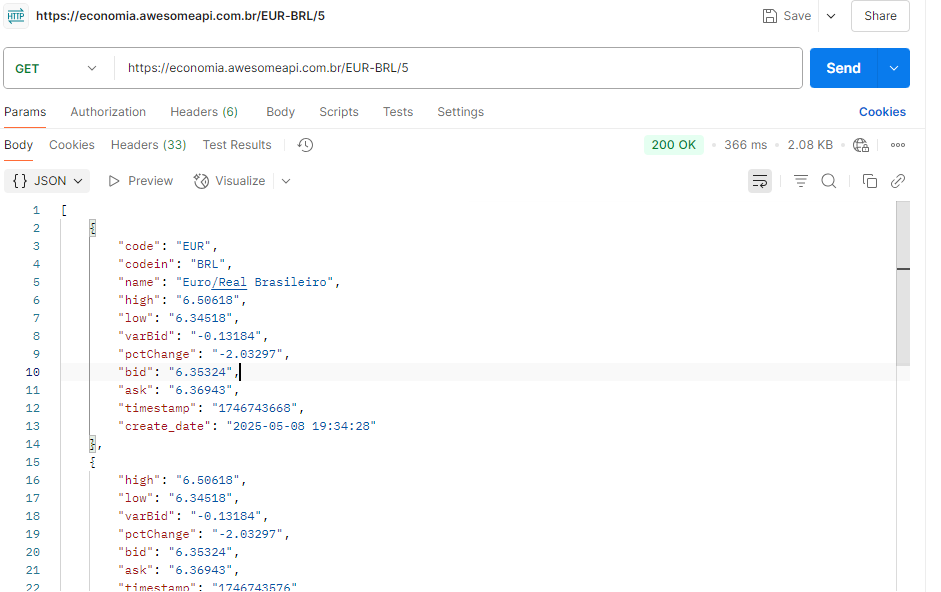 HTTP https://economia.awesomeapi.com.br/EUR-BRL/5 Save Share
GET https://economia.awesomeapi.com.br/EUR-BRL/5 Send
Params Authorization Headers (6) Body Scripts Tests Settings Cookies
Body Cookies Headers (33) Test Results 200 OK 366 ms 2.08 KB
{} JSON Preview Visualize
1 [
2 {
3 "code": "EUR",
4 "codein": "BRL",
5 "name": "Euro/Real Brasileiro",
6 "high": "6.50618",
7 "low": "6.34518",
8 "varBid": "-0.13184",
9 "pctChange": "-2.03297",
10 "bid": "6.35324",
11 "ask": "6.36943",
12 "timestamp": "1746743668",
13 "create_date": "2025-05-08 19:34:28"
14 },
15 {
16 "high": "6.50618",
17 "low": "6.34518",
18 "varBid": "-0.13184",
19 "pctChange": "-2.03297",
20 "bid": "6.35324",
21 "ask": "6.36943",
22 "timestamp": "1746743576"